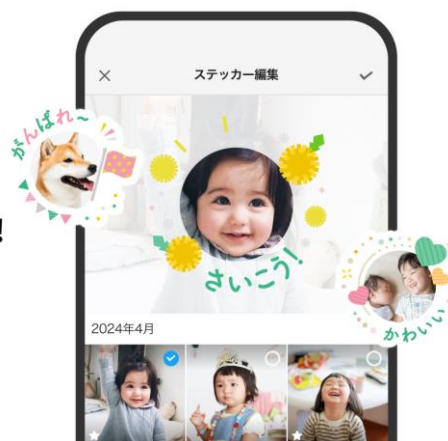 ステッカー編集
がんばれ~
!
さいこう!
かわいい
2024年4月